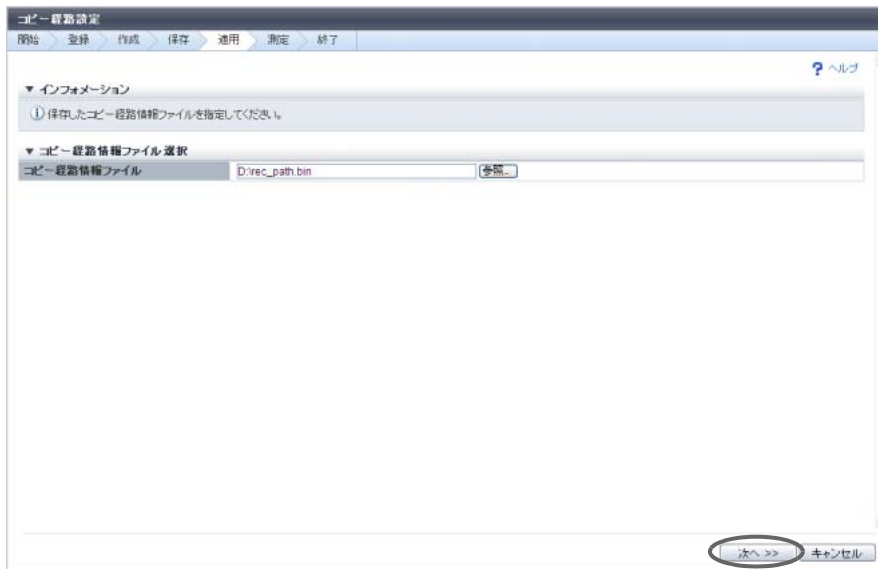 コピー経路設定
開始 登録 作成 保存 適用 測定 終了
? ヘルプ
▼ インフォメーション
保存したコピー経路情報ファイルを指定してください。
▼ コピー経路情報ファイル選択
コピー経路情報ファイル D:\rec_path.bin 参照...
次へ >> キャンセル